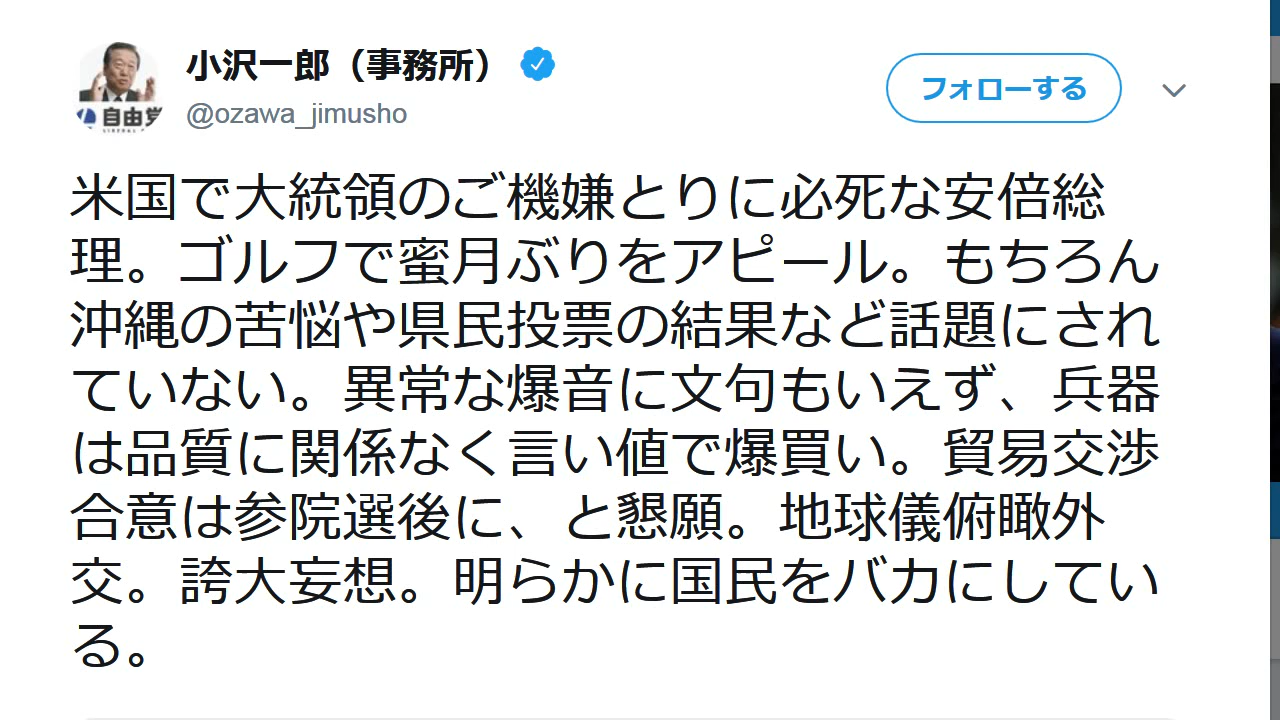 小沢一郎（事務所）
@ozawa_jimusho
フォローする
自由党
米国で大統領のご機嫌とりに必死な安倍総
理。ゴルフで蜜月ぶりをアピール。もちろん
沖縄の苦悩や県民投票の結果など話題にされ
ていない。異常な爆音に文句もいえず、兵器
は品質に関係なく言い値で爆買い。貿易交渉
合意は参院選後に、と懇願。地球儀俯瞰外
交。誇大妄想。明らかに国民をバカにしてい
る。